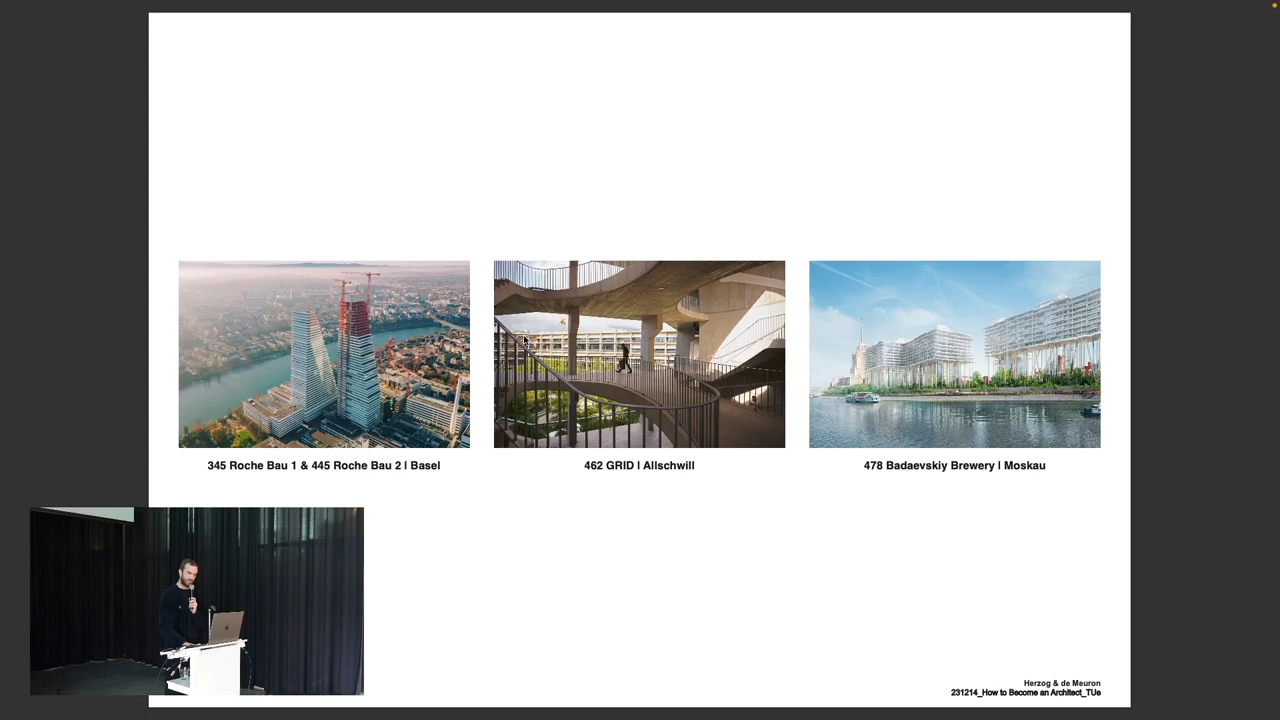 345 Roche Bau 1 & 445 Roche Bau 2 | Basel
462 GRID | Allschwill
478 Badaevskiy Brewery | Moskau
Herzog & de Meuron
231214_How to Become an Architect_TUe